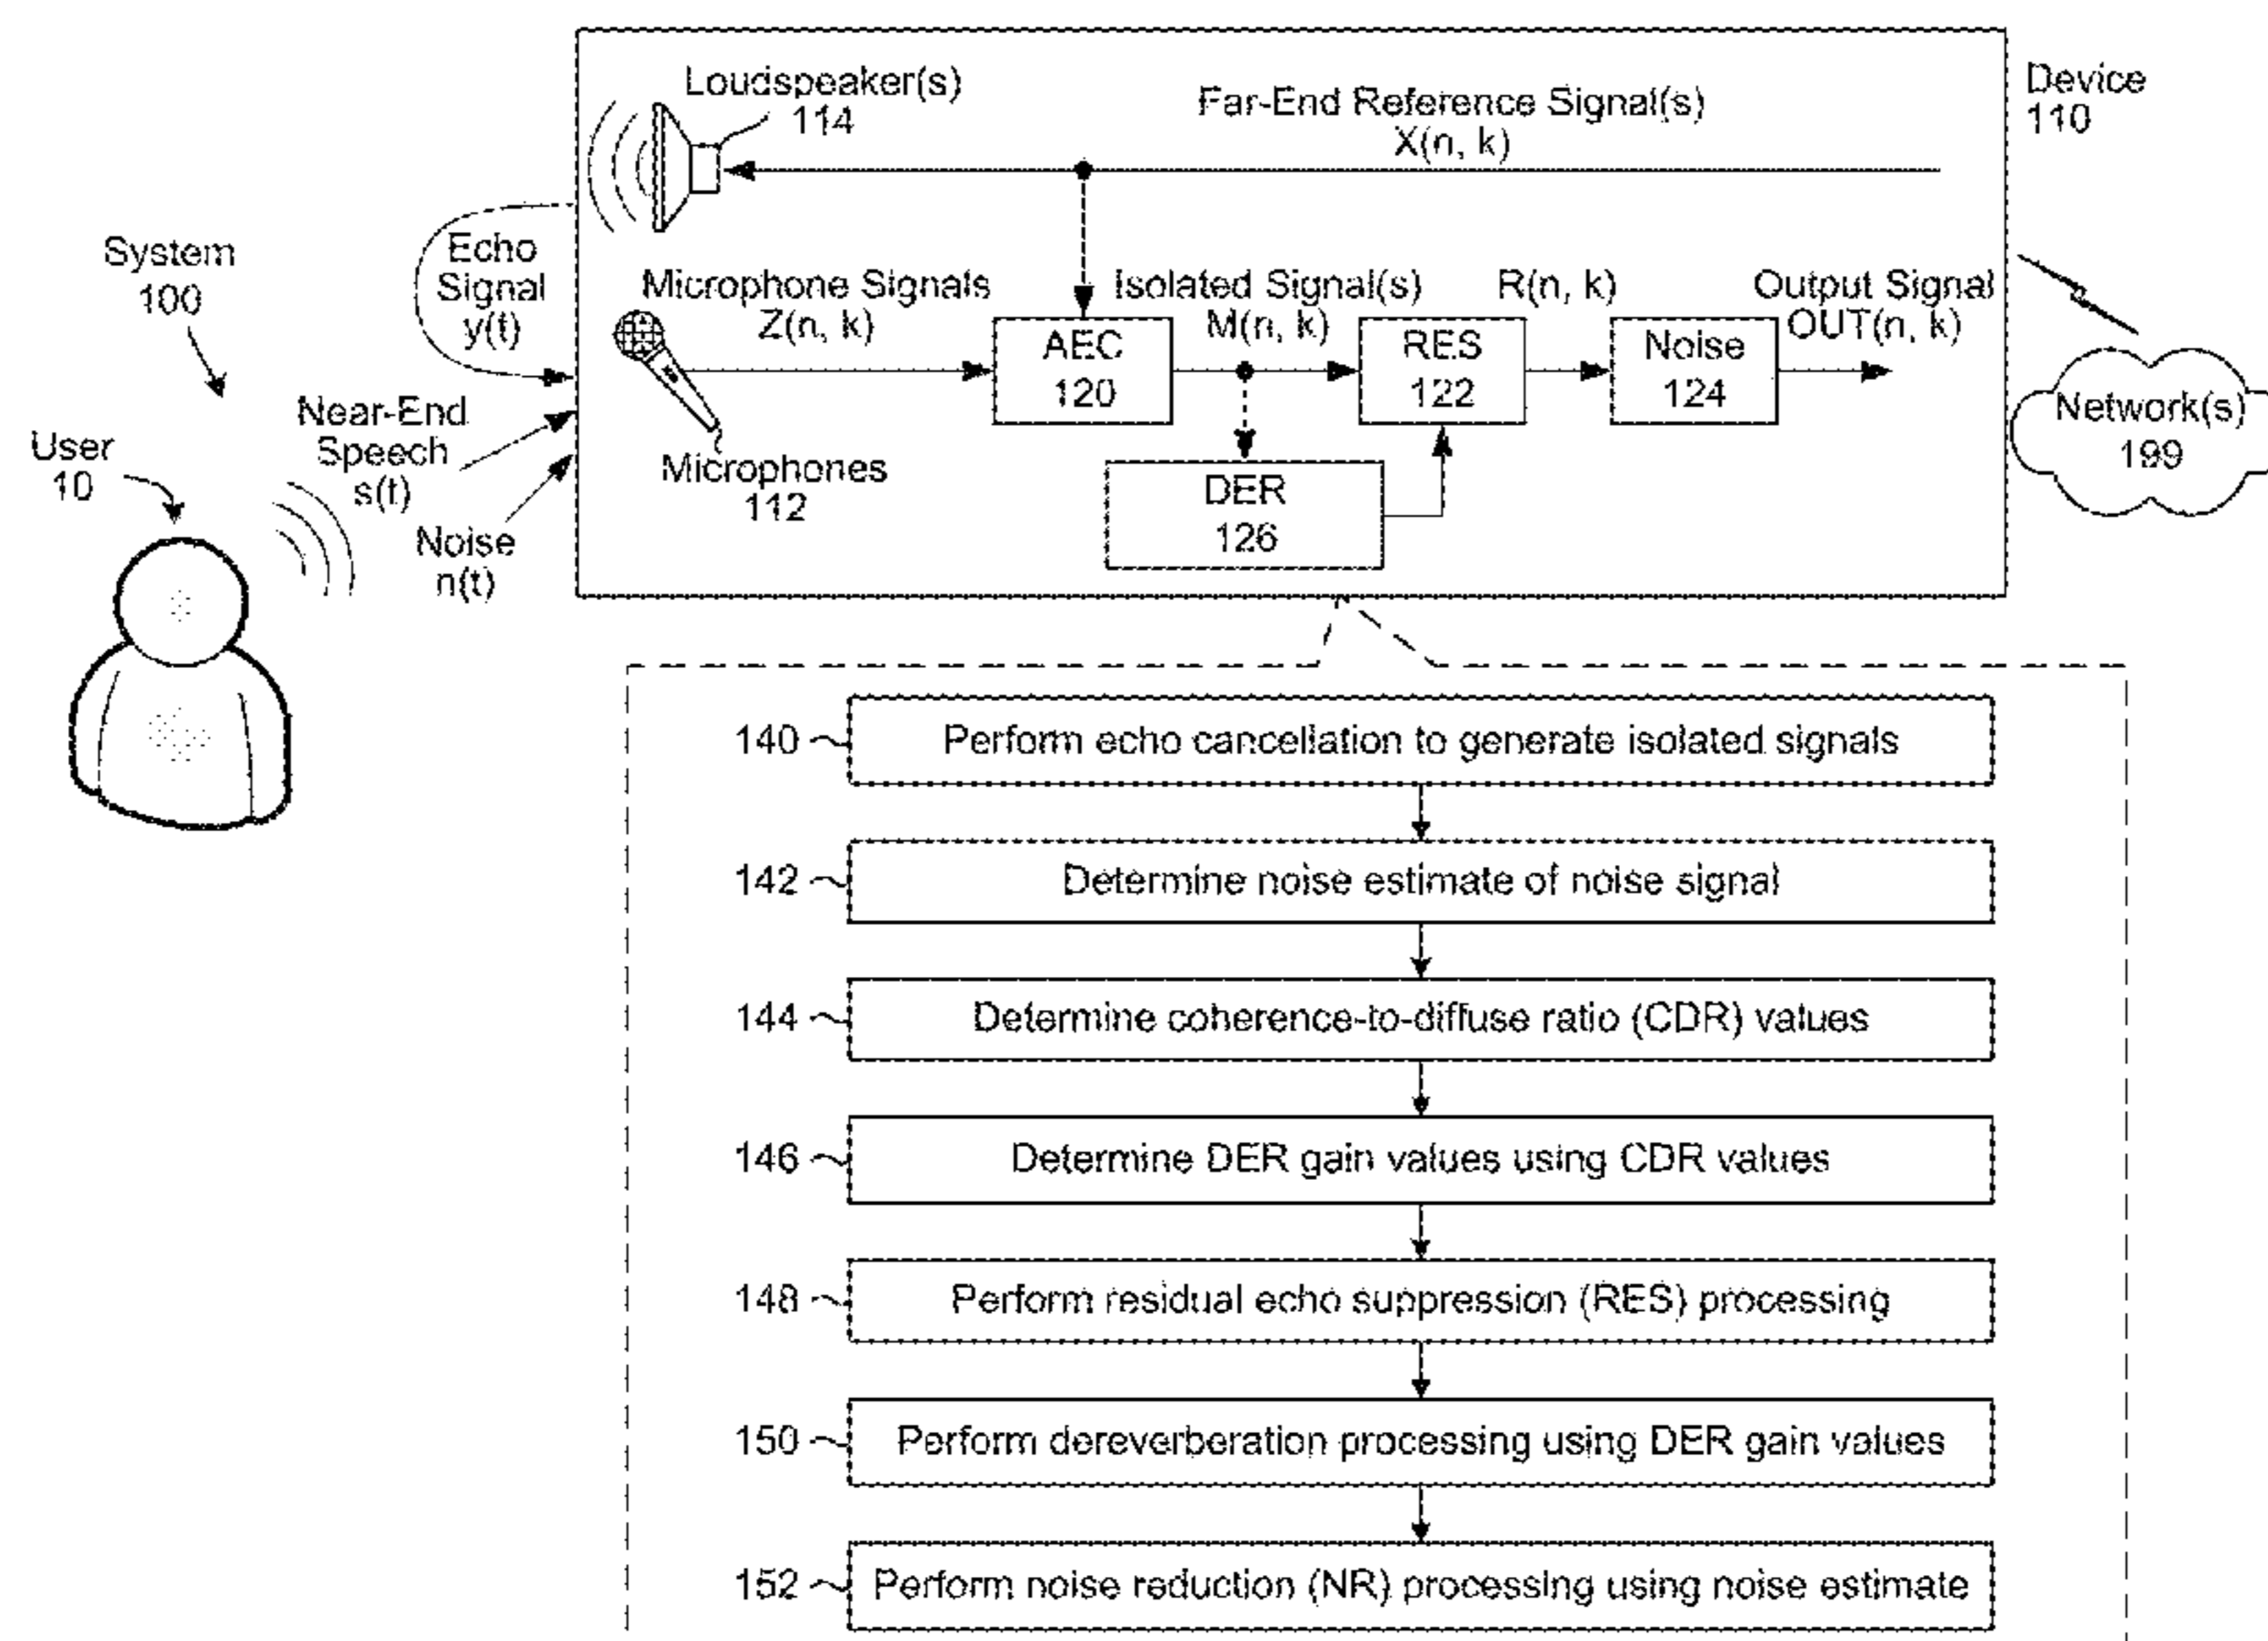 Loudspeaker(s)
114
Far-End Reference Signal(s)
X(n, k)
Device
110
System
100
Echo
Signal
y(t)
Microphone Signals
Z(n, k)
Isolated Signal(s)
M(n, k)
R(n, k)
Output Signal
OUT(n, k)
AEC
120
RES
122
Noise
124
Network(s)
199
User
10
Near-End
Speech
s(t)
Noise
n(t)
Microphones
112
DER
126
140
Perform echo cancellation to generate isolated signals
142
Determine noise estimate of noise signal
144
Determine coherence-to-diffuse ratio (CDR) values
146
Determine DER gain values using CDR values
148
Perform residual echo suppression (RES) processing
150
Perform dereverberation processing using DER gain values
152
Perform noise reduction (NR) processing using noise estimate